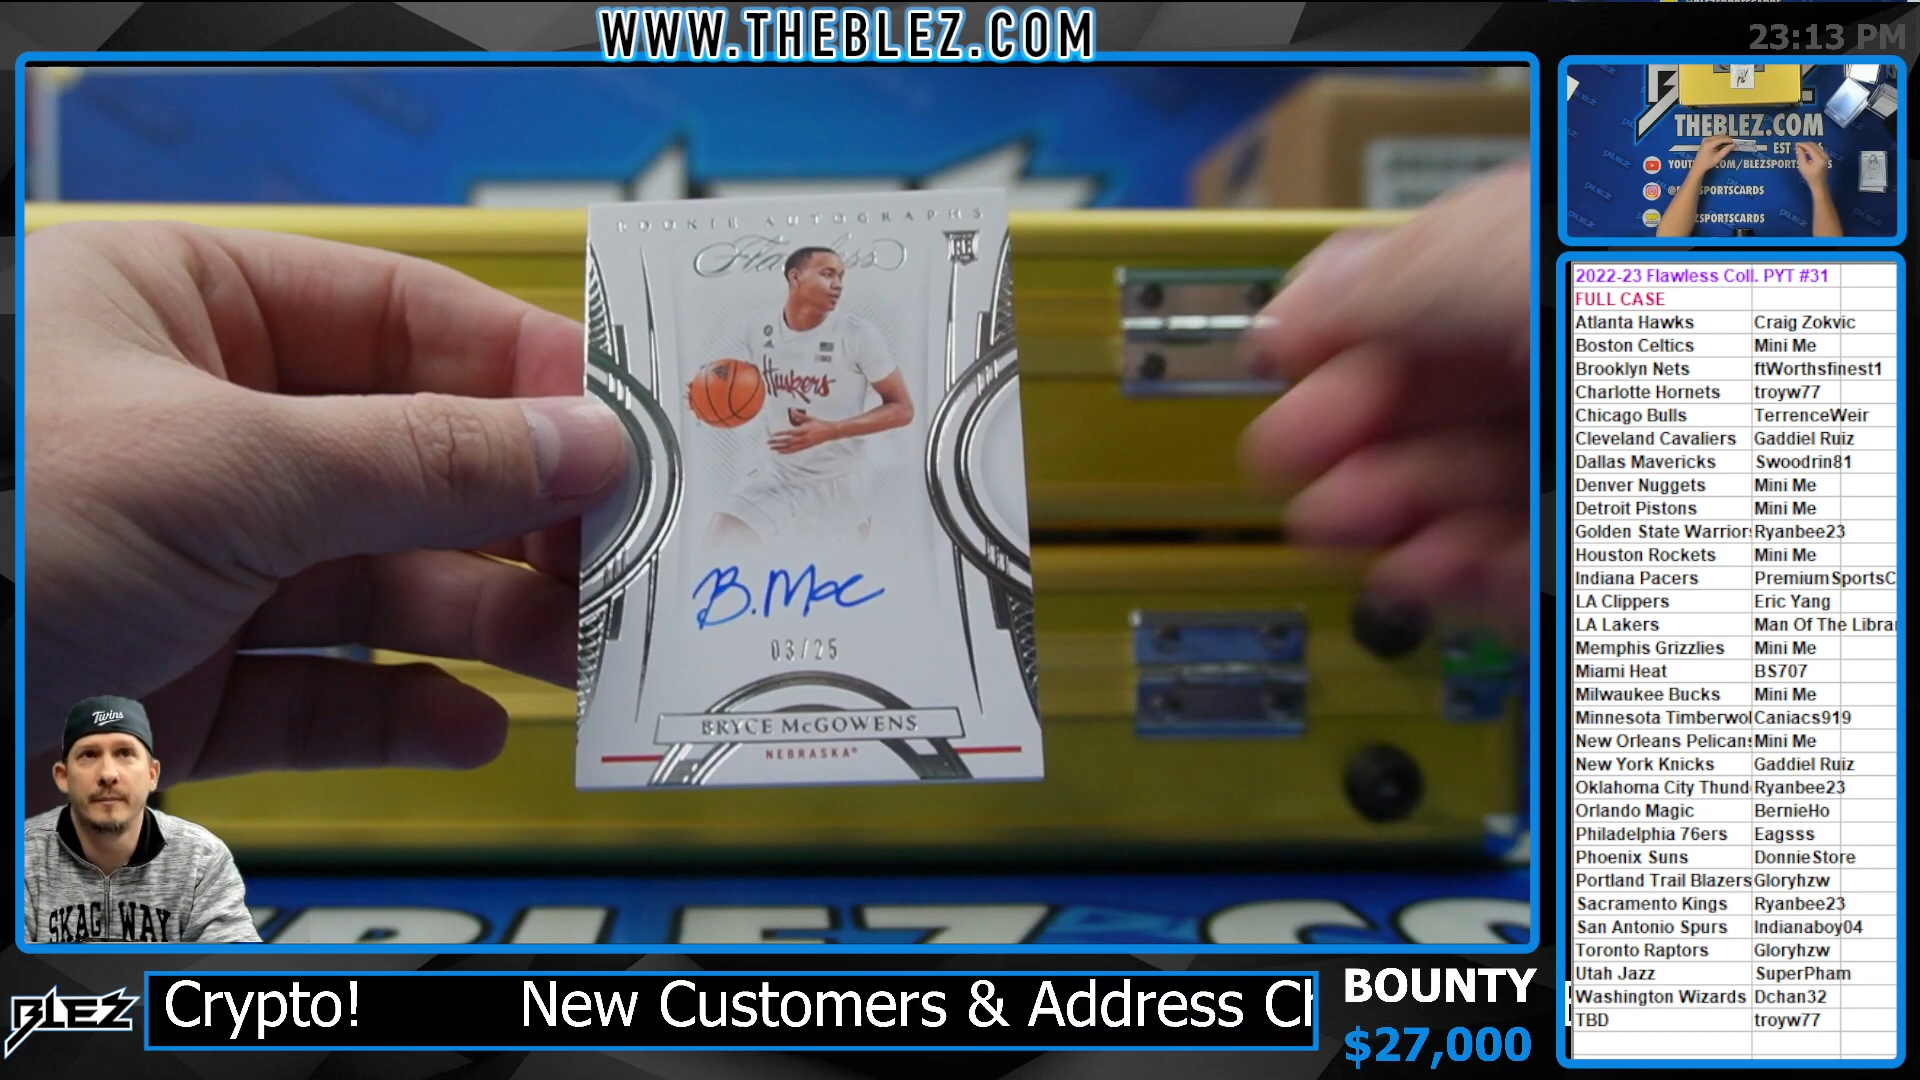 WWW.THEBLEZ.COM
23:13 PM
ROOKIE AUTOGRAPHS
Flawless
Huskers
B. Mac
03/25
BRYCE McGOWENS
NEBRASKA®
Twins
SKAGWAY
THEBLEZ.COM
EST
SPORTSCARDS
ZSPORTSCARDS
2022-23 Flawless Coll. PYT #31
FULL CASE
Atlanta Hawks Craig Zokvic
Boston Celtics Mini Me
Brooklyn Nets ftWorthsfinest1
Charlotte Hornets troyw77
Chicago Bulls TerrenceWeir
Cleveland Cavaliers Gaddiel Ruiz
Dallas Mavericks Swoodrin81
Denver Nuggets Mini Me
Detroit Pistons Mini Me
Golden State Warriors Ryanbee23
Houston Rockets Mini Me
Indiana Pacers PremiumSportsC
LA Clippers Eric Yang
LA Lakers Man Of The Librar
Memphis Grizzlies Mini Me
Miami Heat BS707
Milwaukee Bucks Mini Me
Minnesota Timberwol Caniacs919
New Orleans Pelicans Mini Me
New York Knicks Gaddiel Ruiz
Oklahoma City Thund Ryanbee23
Orlando Magic BernieHo
Philadelphia 76ers Eagsss
Phoenix Suns DonnieStore
Portland Trail Blazers Gloryhzw
Sacramento Kings Ryanbee23
San Antonio Spurs Indianaboy04
Toronto Raptors Gloryhzw
Utah Jazz SuperPham
Washington Wizards Dchan32
TBD troyw77
BLEZ
Crypto! New Customers & Address Ch
BOUNTY
$27,000